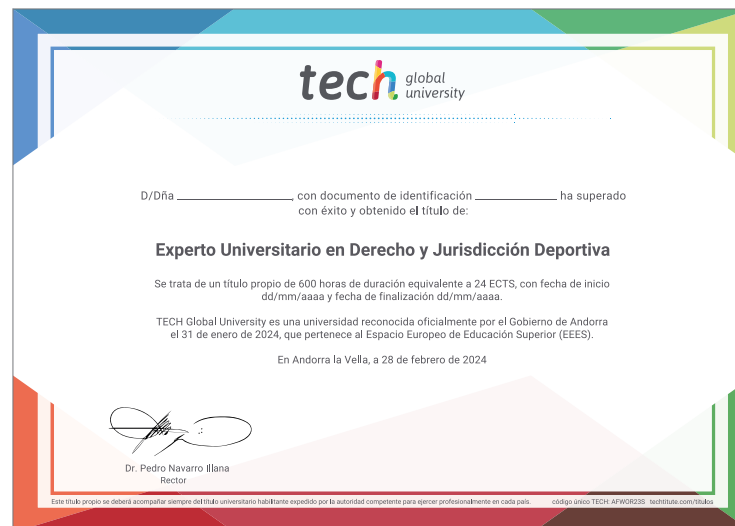 tech global university
D/Dña ____________, con documento de identificación ____________ ha superado
con éxito y obtenido el título de:
Experto Universitario en Derecho y Jurisdicción Deportiva
Se trata de un título propio de 600 horas de duración equivalente a 24 ECTS, con fecha de inicio
dd/mm/aaaa y fecha de finalización dd/mm/aaaa.
TECH Global University es una universidad reconocida oficialmente por el Gobierno de Andorra
el 31 de enero de 2024, que pertenece al Espacio Europeo de Educación Superior (EEES).
En Andorra la Vella, a 28 de febrero de 2024
Dr. Pedro Navarro Illana
Rector
Este título propio se deberá acompañar siempre del título universitario habilitante expedido por la autoridad competente para ejercer profesionalmente en cada país. código único TECH: AFWOR23S techtitute.com/titulos